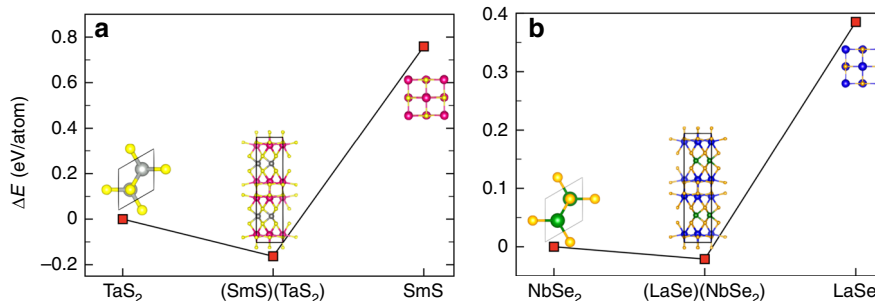 a
ΔE (eV/atom)
0.8
0.6
0.4
0.2
0
–0.2
TaS2
(SmS)(TaS2)
SmS
b
0.4
0.3
0.2
0.1
0
NbSe2
(LaSe)(NbSe2)
LaSe